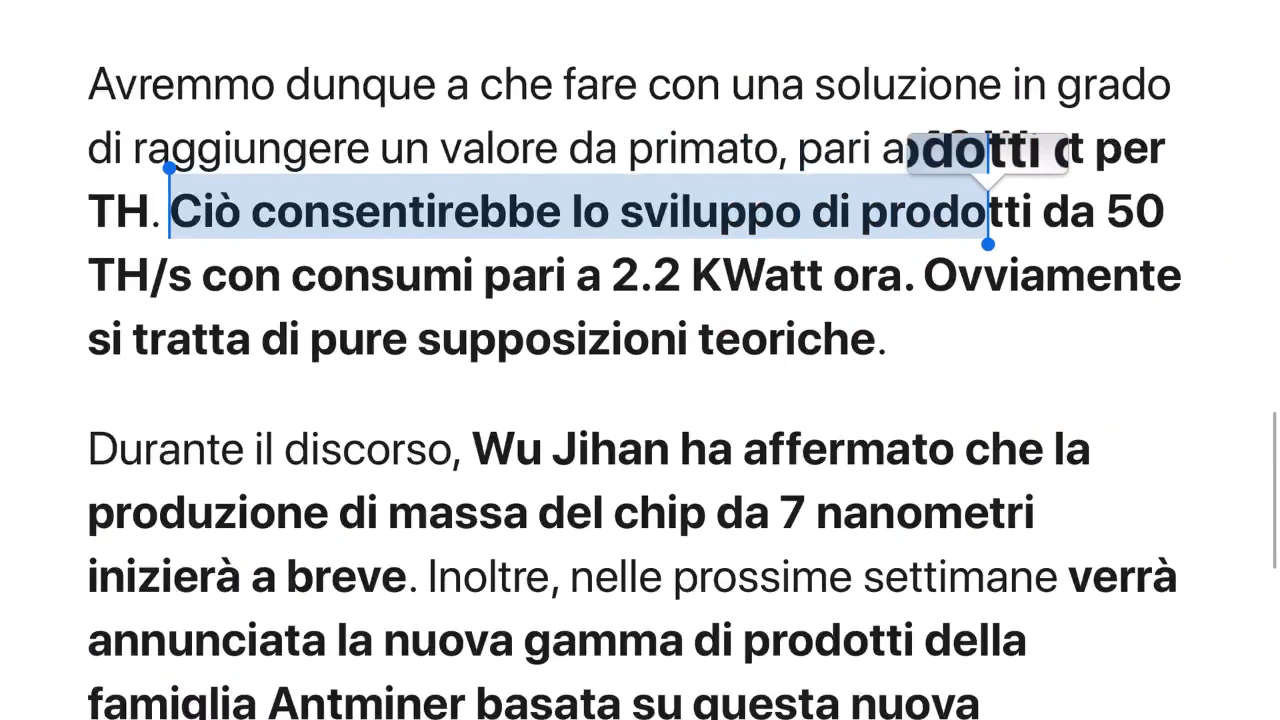 Avremmo dunque a che fare con una soluzione in grado
di raggiungere un valore da primato, pari a per
TH. Ciò consentirebbe lo sviluppo di prodotti da 50
TH/s con consumi pari a 2.2 KWatt ora. Ovviamente
si tratta di pure supposizioni teoriche.
Durante il discorso, Wu Jihan ha affermato che la
produzione di massa del chip da 7 nanometri
inizierà a breve. Inoltre, nelle prossime settimane verrà
annunciata la nuova gamma di prodotti della
famiglia Antminer basata su questa nuova